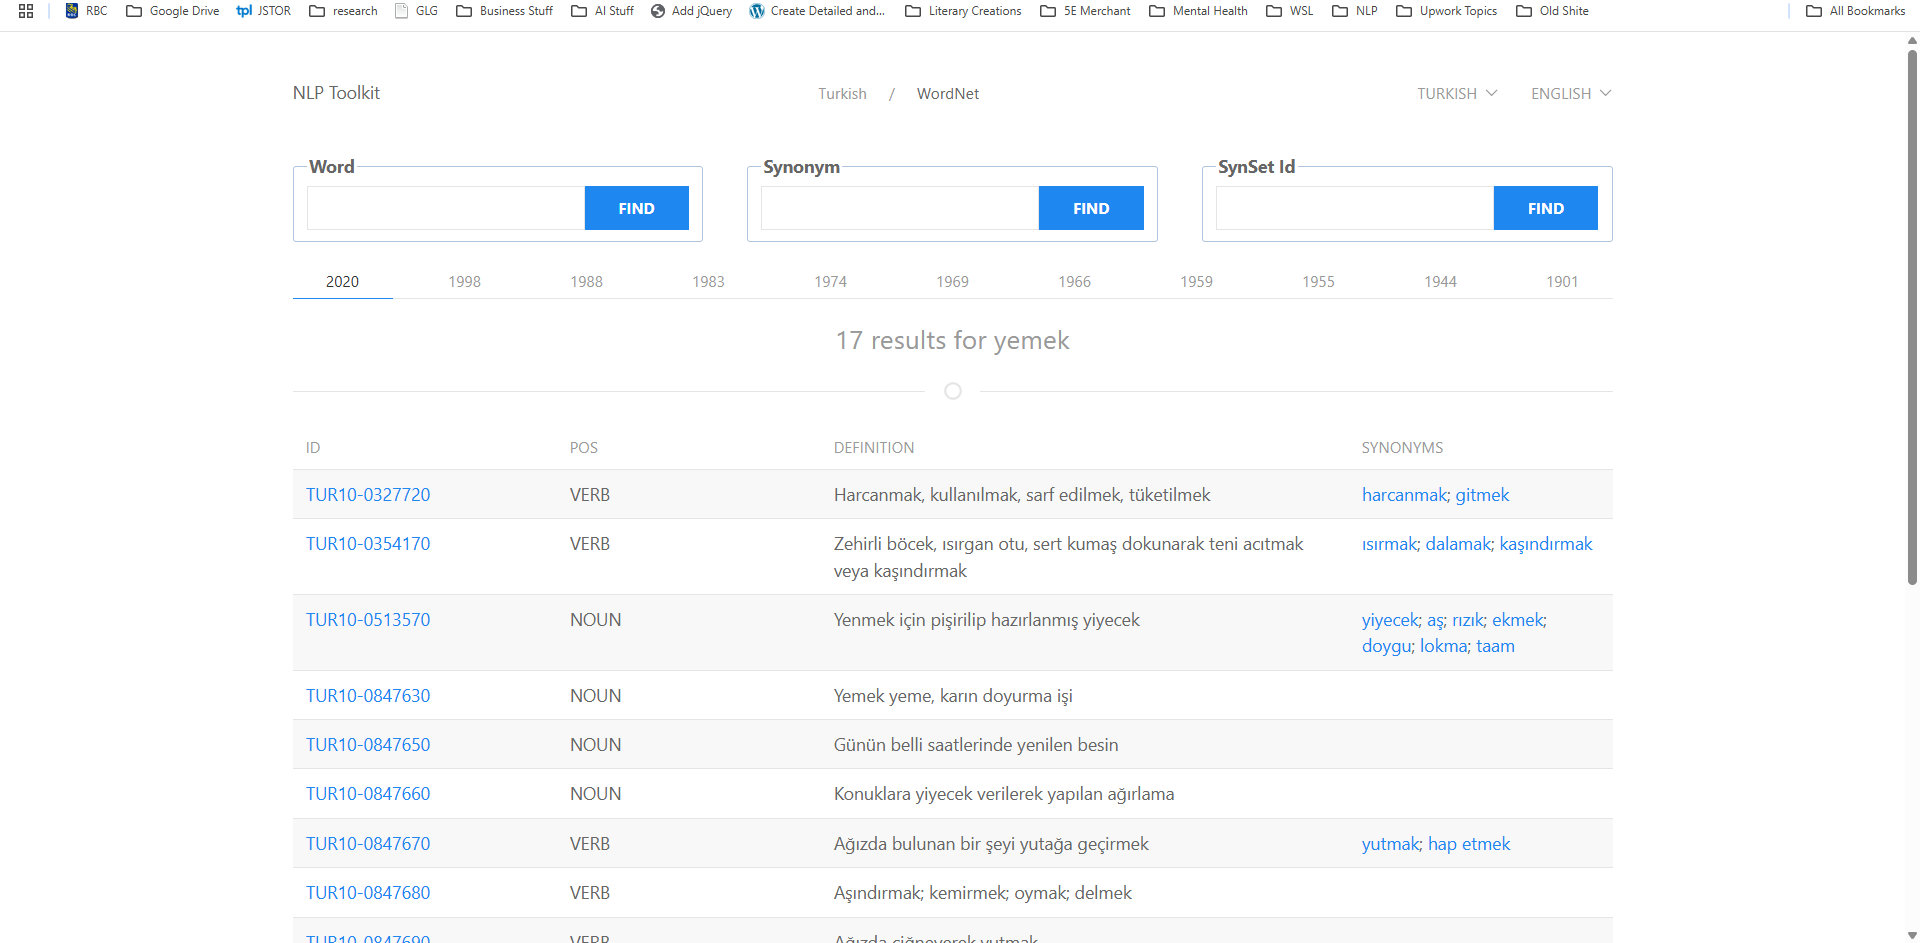 RBC Google Drive tpl JSTOR research GLG Business Stuff AI Stuff Add jQuery Create Detailed and... Literary Creations 5E Merchant Mental Health WSL NLP Upwork Topics Old Shite All Bookmarks
NLP Toolkit Turkish / WordNet TURKISH ENGLISH
Word Synonym SynSet Id
FIND FIND FIND
2020 1998 1988 1983 1974 1969 1966 1959 1955 1944 1901
17 results for yemek
ID POS DEFINITION SYNONYMS
TUR10-0327720 VERB Harcanmak, kullanılmak, sarf edilmek, tüketilmek harcanmak; gitmek
TUR10-0354170 VERB Zehirli böcek, ısırgan otu, sert kumaş dokunarak teni acıtmak ısırmak; dalamak; kaşındırmak
veya kaşındırmak
TUR10-0513570 NOUN Yenmek için pişirilip hazırlanmış yiyecek yiyecek; aş; rızık; ekmek;
doygu; lokma; taam
TUR10-0847630 NOUN Yemek yeme, karın doyurma işi
TUR10-0847650 NOUN Günün belli saatlerinde yenilen besin
TUR10-0847660 NOUN Konuklara yiyecek verilerek yapılan ağırlama
TUR10-0847670 VERB Ağızda bulunan bir şeyi yutağa geçirmek yutmak; hap etmek
TUR10-0847680 VERB Aşındırmak; kemirmek; oymak; delmek
TUR10-0847690 VERB Ağızda çiğneyerek yutmak